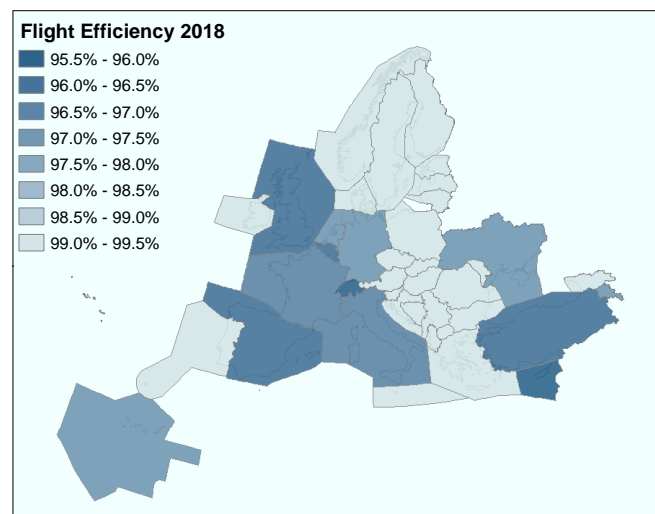 Flight Efficiency 2018
95.5% - 96.0%
96.0% - 96.5%
96.5% - 97.0%
97.0% - 97.5%
97.5% - 98.0%
98.0% - 98.5%
98.5% - 99.0%
99.0% - 99.5%